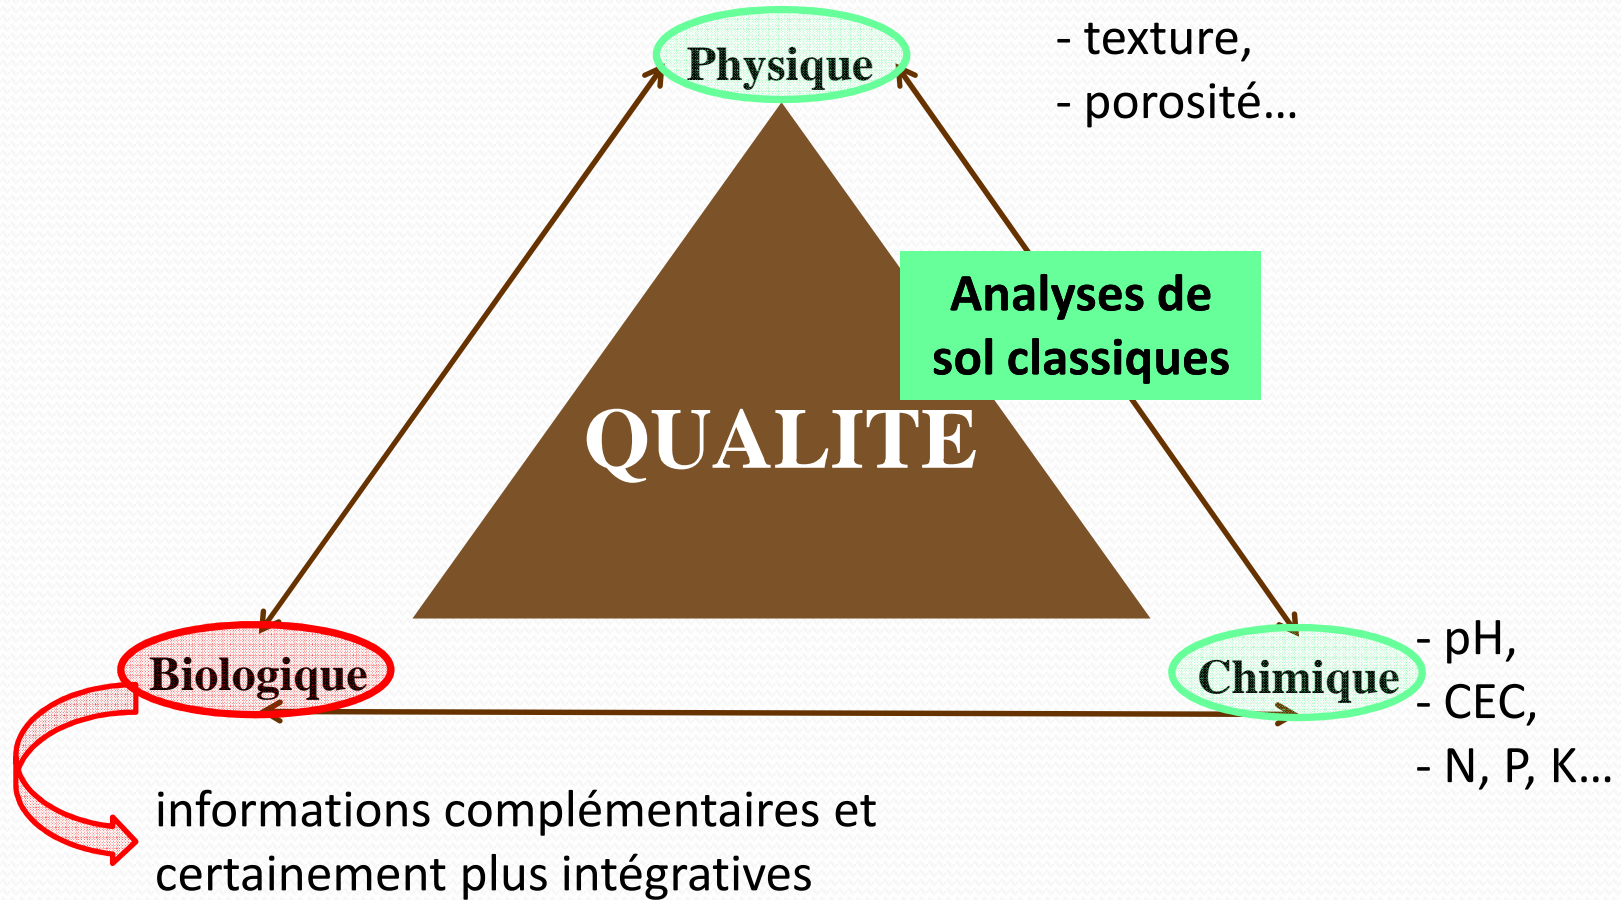 Physique
- texture,
- porosité...
Analyses de
sol classiques
QUALITE
Biologique
Chimique
- pH,
- CEC,
- N, P, K...
informations complémentaires et
certainement plus intégratives